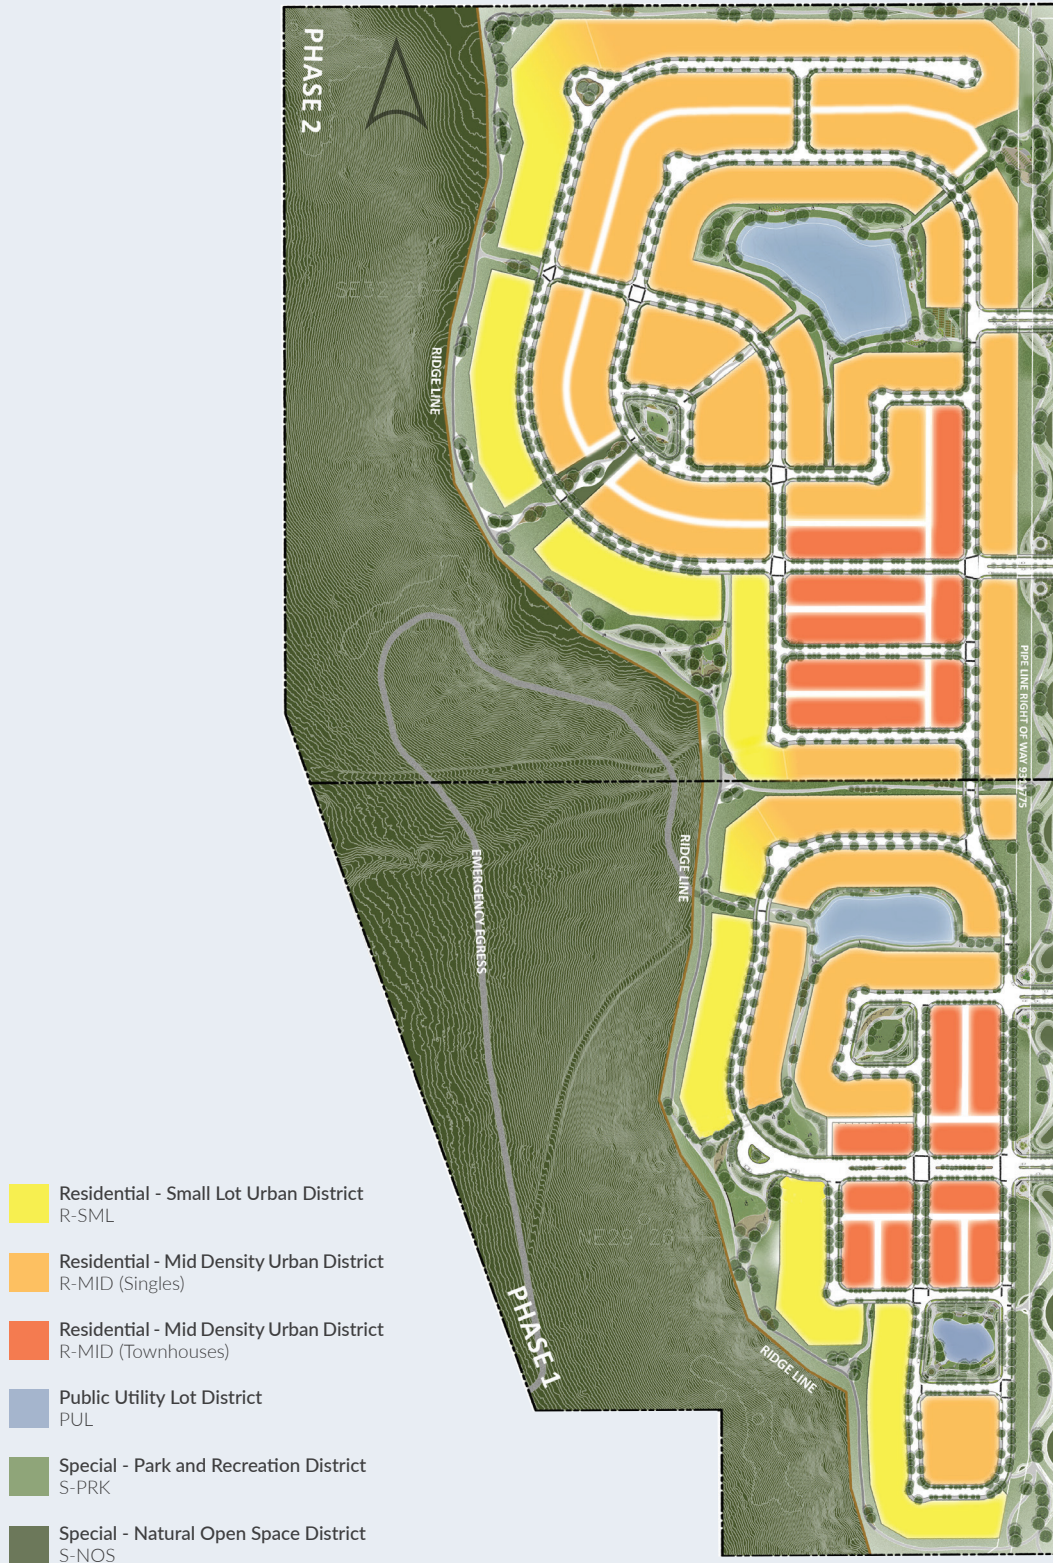 PHASE 2
RIDGE LINE
PIPE LINE RIGHT OF WAY
RIDGE LINE
EMERGENCY EGRESS
PHASE 1
RIDGE LINE
Residential - Small Lot Urban District
R-SML
Residential - Mid Density Urban District
R-MID (Singles)
Residential - Mid Density Urban District
R-MID (Townhouses)
Public Utility Lot District
PUL
Special - Park and Recreation District
S-PRK
Special - Natural Open Space District
S-NOS